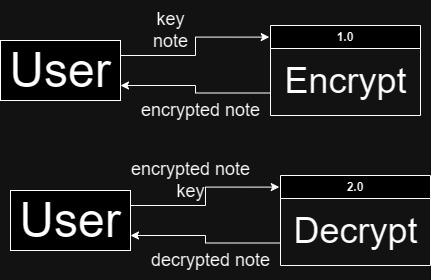 key
note
1.0
User
Encrypt
encrypted note
encrypted note
key
2.0
User
Decrypt
decrypted note